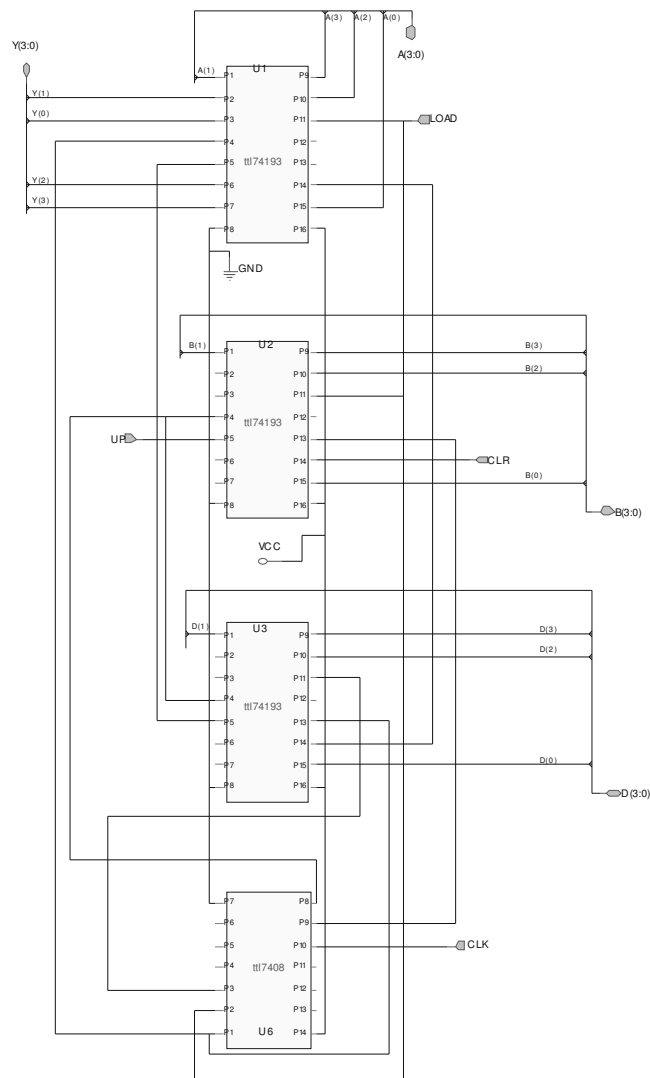 A(3) A(2) A(0)
Y(3:0)
A(3:0)
U1
A(1) P1 P9
Y(1) P2 P10
Y(0) P3 P11 LOAD
P4 P12
P5 ttl74193 P13
Y(2) P6 P14
Y(3) P7 P15
P8 P16
GND
U2
B(1) P1 P9 B(3)
P2 P10 B(2)
P3 P11
P4 P12
ttl74193
UP P5 P13
P6 P14 CLR
P7 P15 B(0)
P8 P16
B(3:0)
VCC
U3
D(1) P1 P9 D(3)
P2 P10 D(2)
P3 P11
P4 P12
ttl74193
P5 P13
P6 P14
P7 P15 D(0)
P8 P16
D(3:0)
P7 P8
P6 P9
P5 P10 CLK
P4 ttl7408 P11
P3 P12
P2 P13
P1 U6 P14